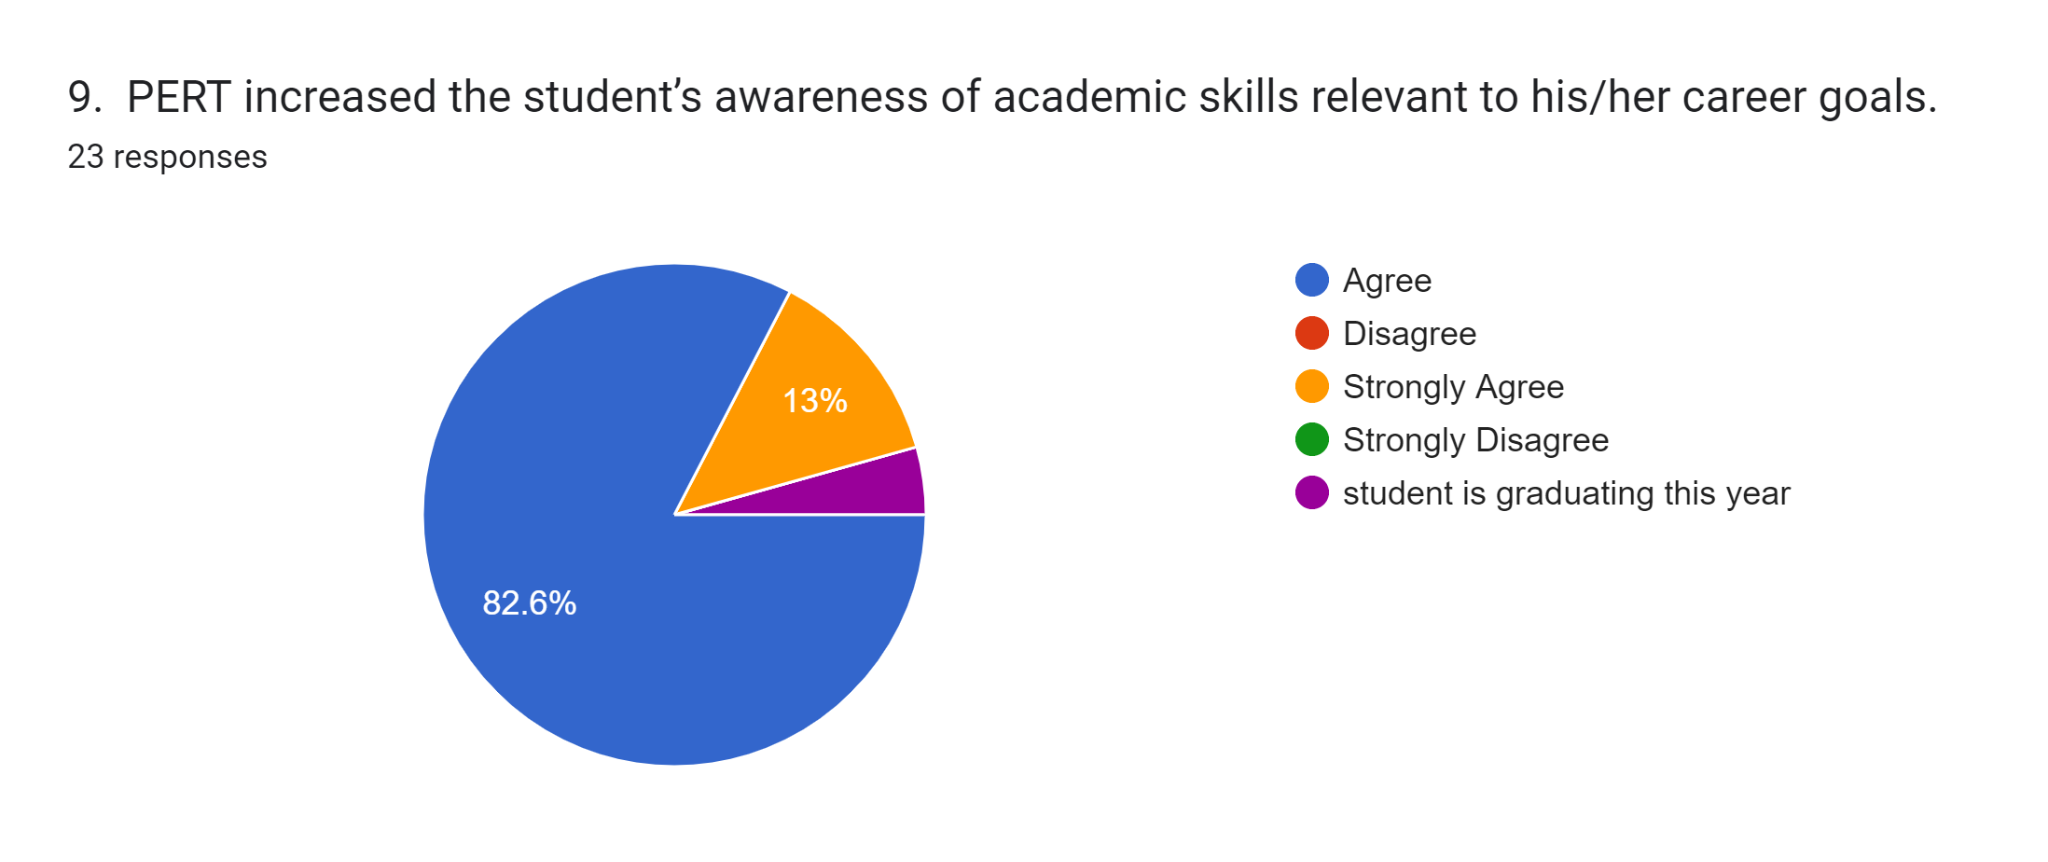 9.  PERT increased the student’s awareness of academic skills relevant to his/her career goals.
23 responses
13%
82.6%
Agree
Disagree
Strongly Agree
Strongly Disagree
student is graduating this year